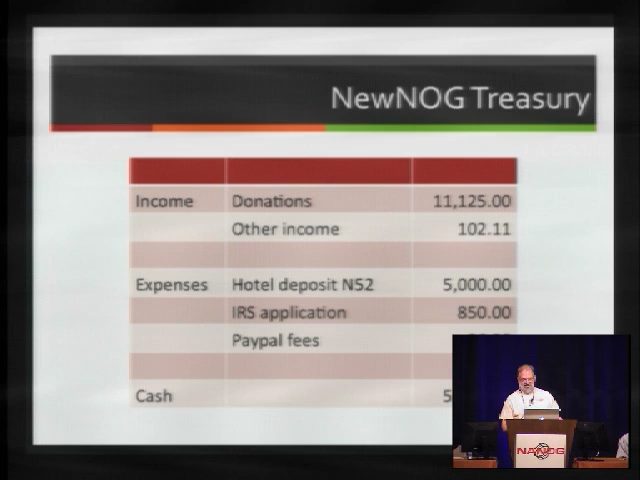 NewNOG Treasury
Income Donations 11,125.00
Other income 102.11
Expenses Hotel deposit N52 5,000.00
IRS application 850.00
Paypal fees
Cash 5
NANOG